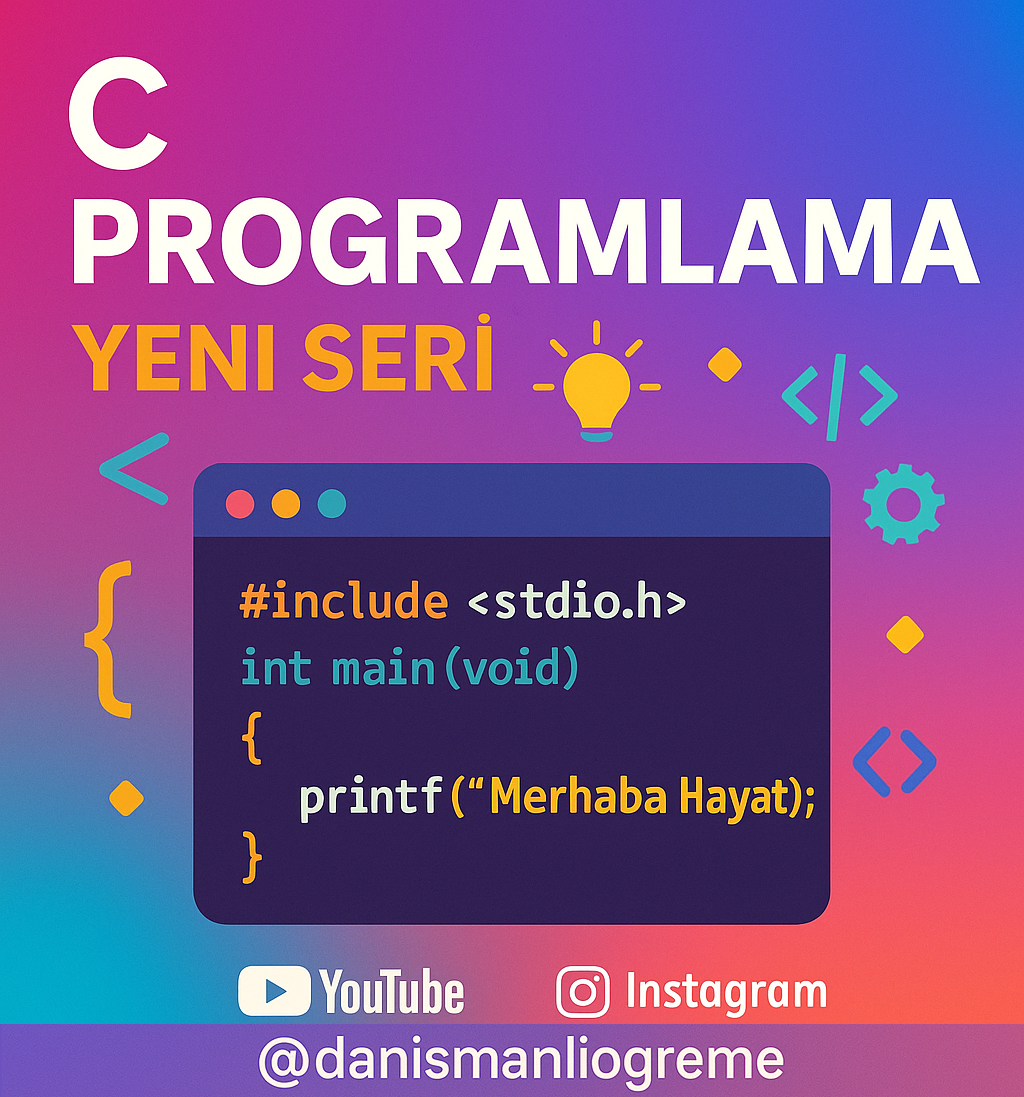 C
PROGRAMLAMA
YENI SERİ
</>
<
{
#include <stdio.h>
int main(void)
{
printf(“Merhaba Hayat);
}
<>
YouTube Instagram
@danismanliogreme